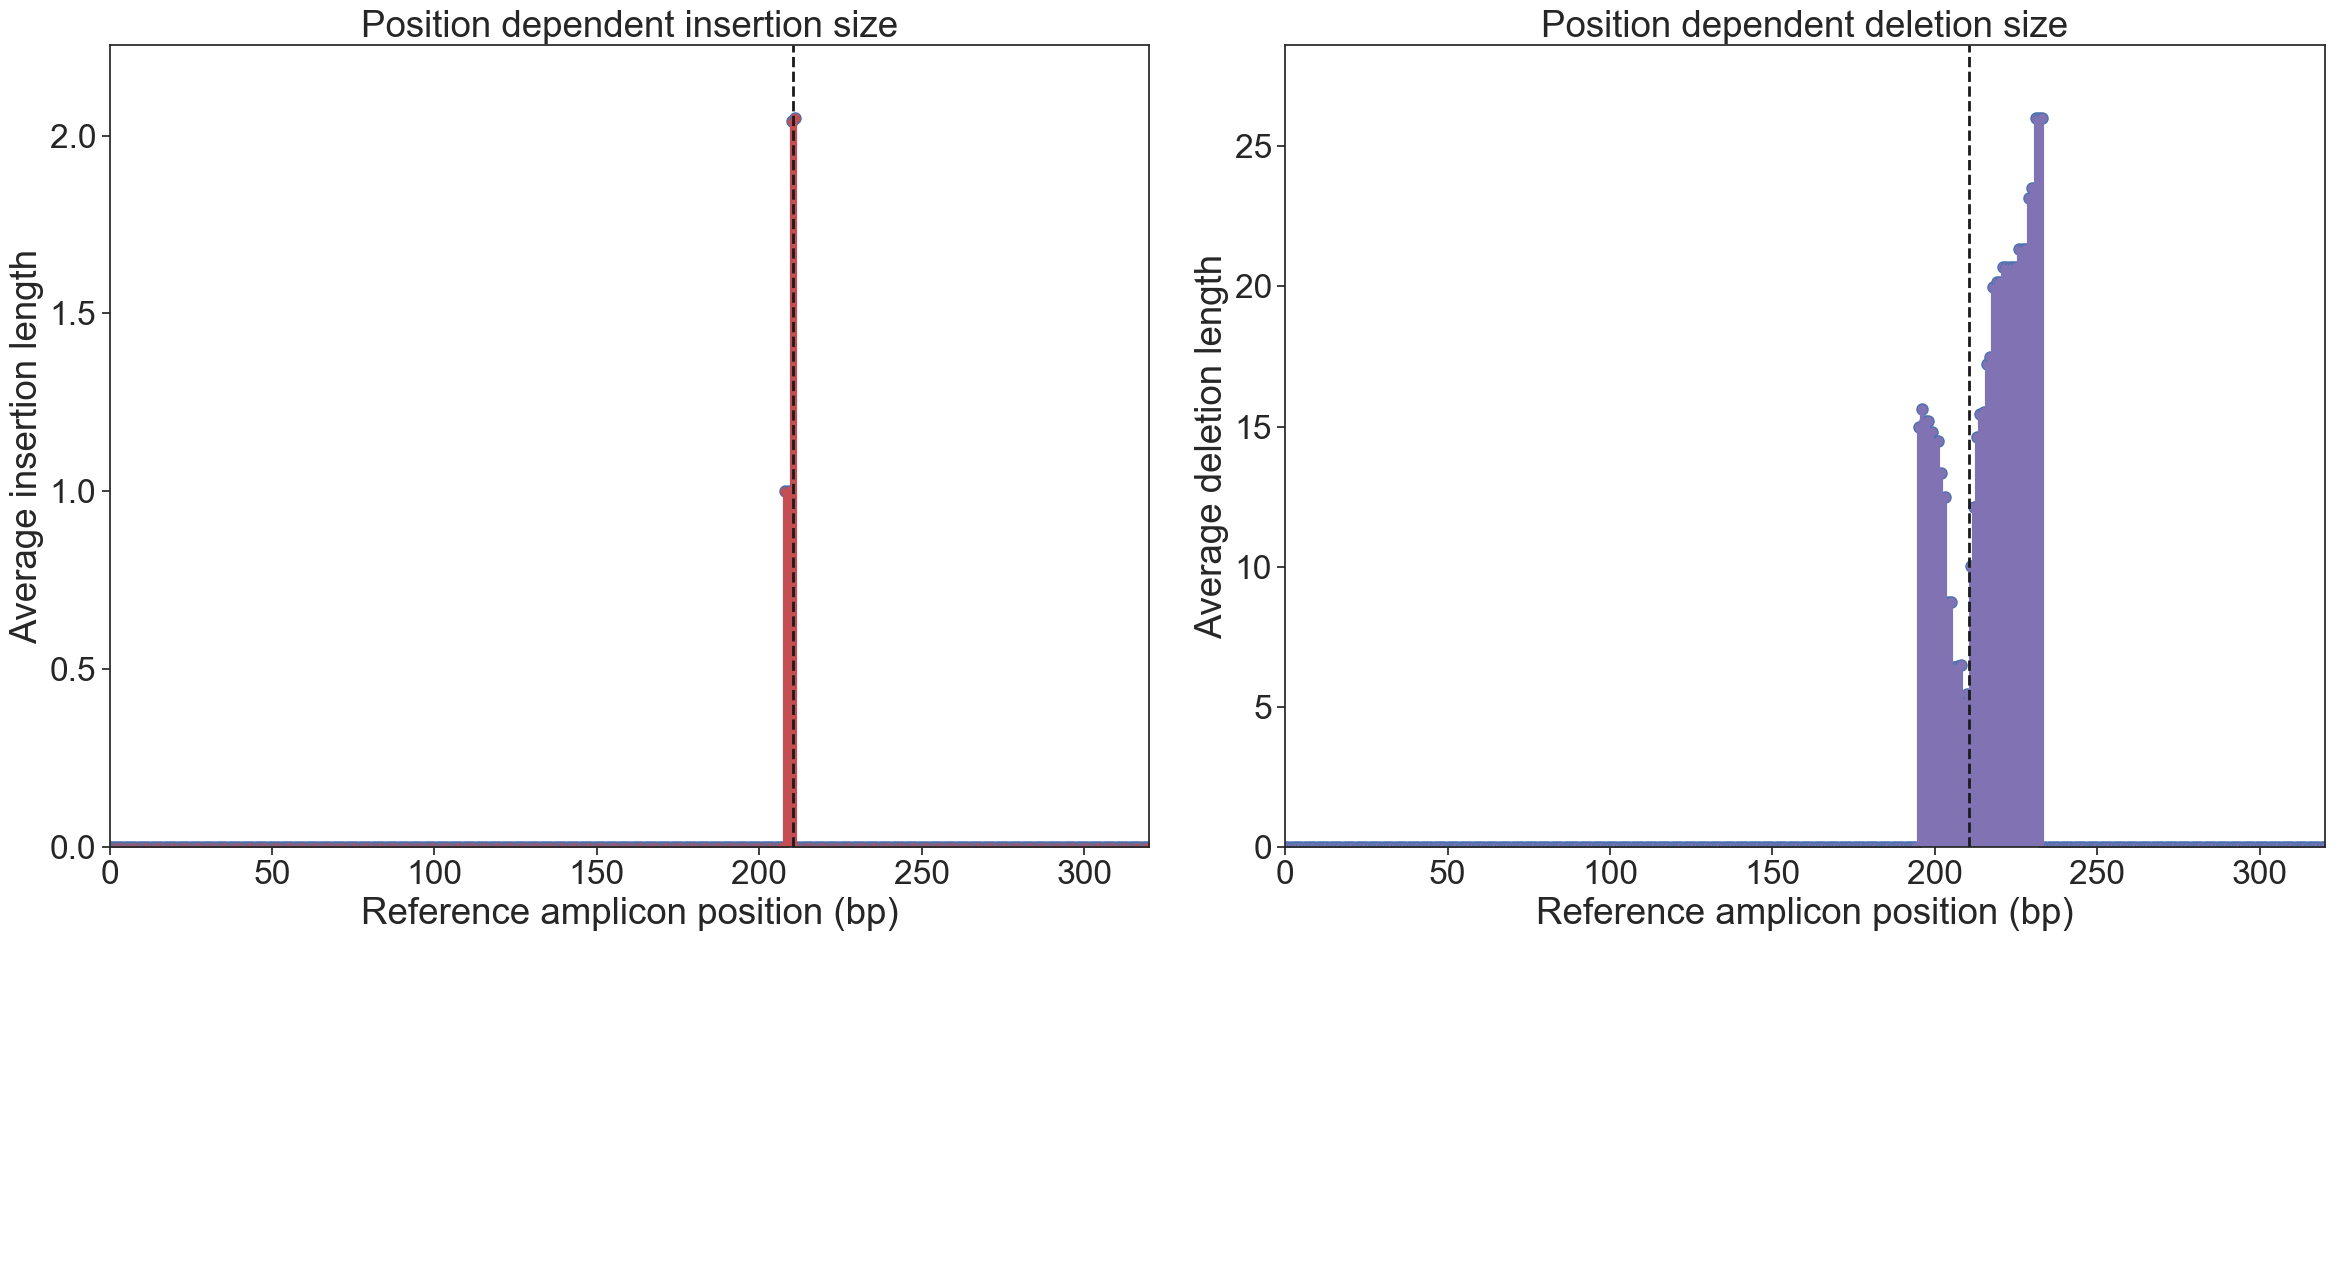 Position dependent insertion size
Average insertion length
2.0
1.5
1.0
0.5
0.0
0 50 100 150 200 250 300
Reference amplicon position (bp)
Position dependent deletion size
Average deletion length
25
20
15
10
5
0
0 50 100 150 200 250 300
Reference amplicon position (bp)